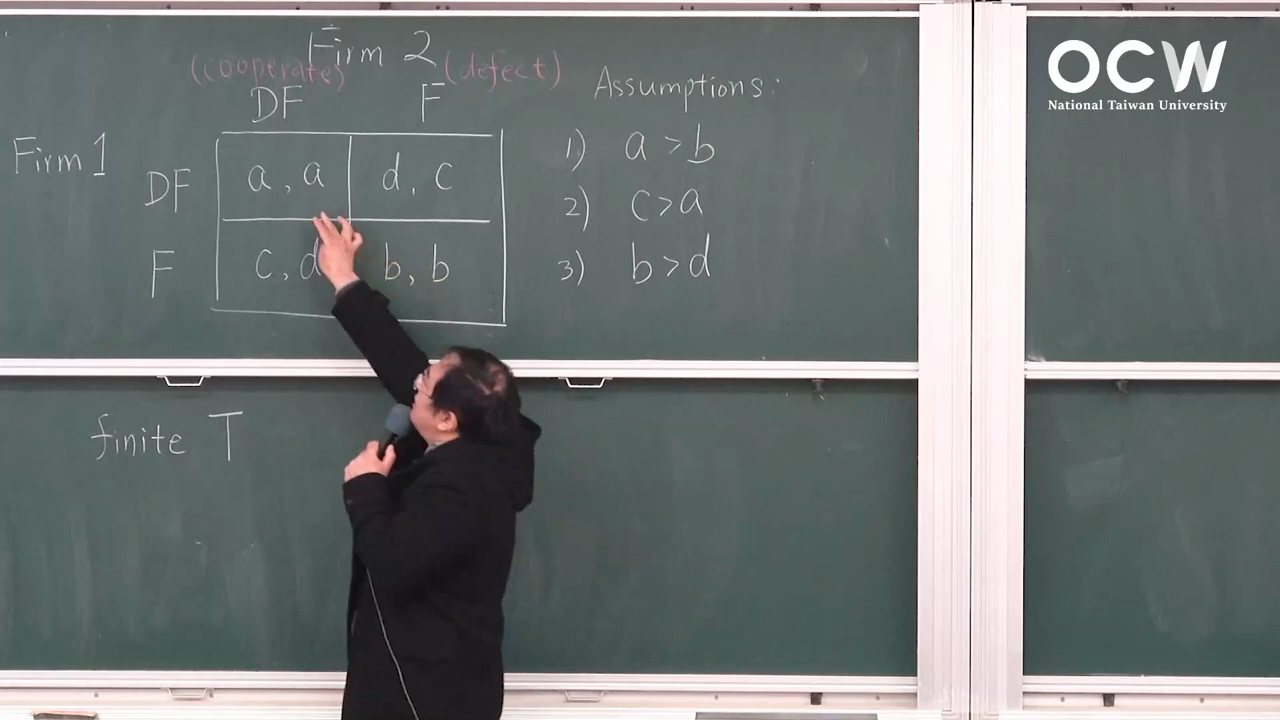 Firm 2
(cooperate) (defect)
DF F
Firm 1
DF a, a d, c
F c, d b, b
Assumptions:
1) a > b
2) c > a
3) b > d
finite T
OCW
National Taiwan University